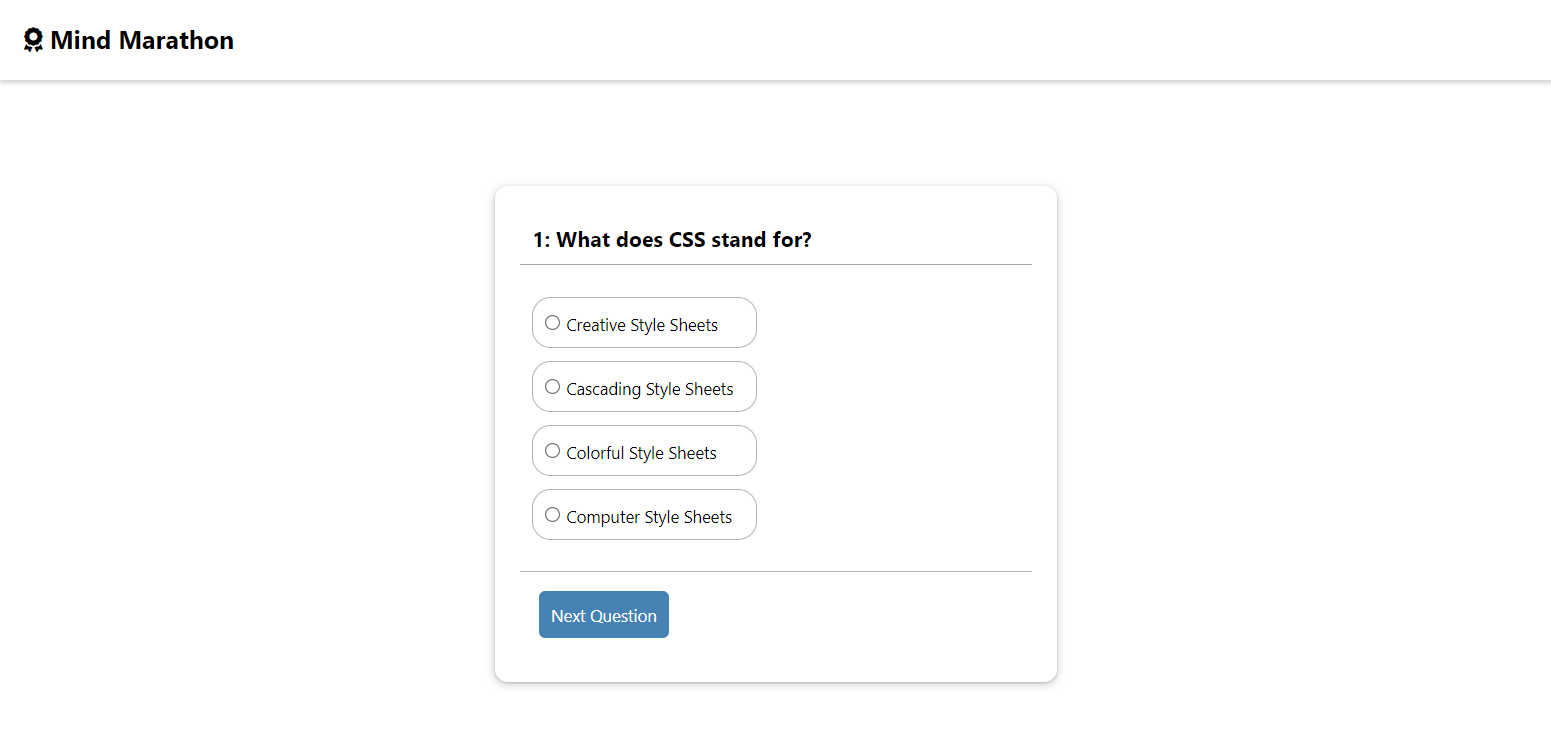 Mind Marathon
1: What does CSS stand for?
Creative Style Sheets
Cascading Style Sheets
Colorful Style Sheets
Computer Style Sheets
Next Question